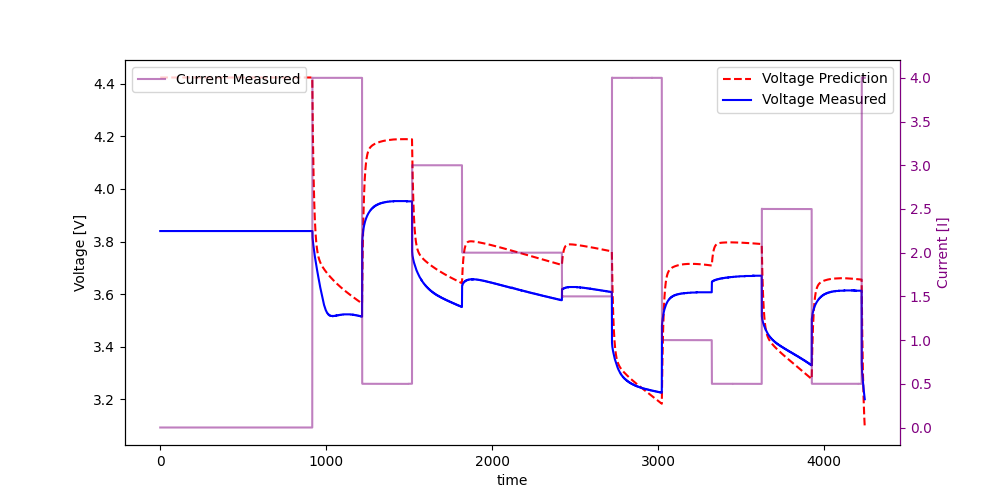 Current Measured
Voltage Prediction
Voltage Measured
4.4
4.2
4.0
3.8
3.6
3.4
3.2
Voltage [V]
4.0
3.5
3.0
2.5
2.0
1.5
1.0
0.5
0.0
Current [I]
0 1000 2000 3000 4000
time